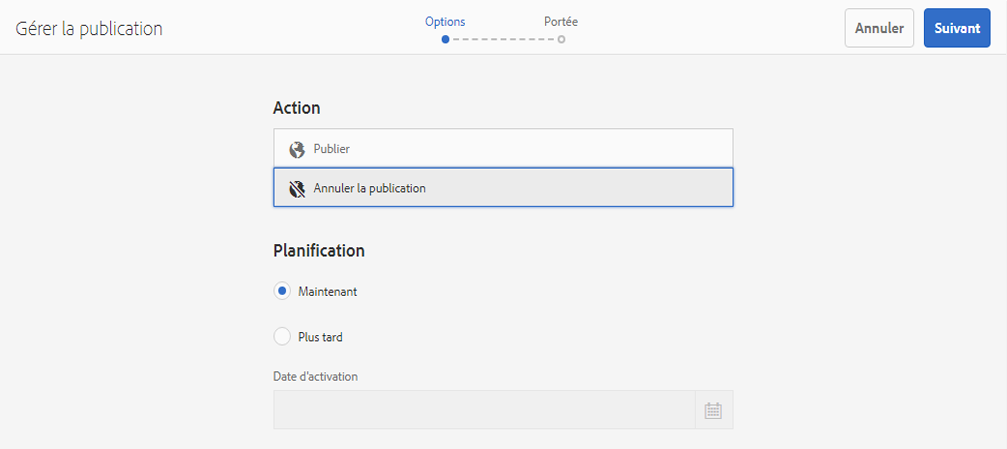 Gérer la publication
Options
Portée
Annuler
Suivant
Action
Publier
Annuler la publication
Planification
Maintenant
Plus tard
Date d'activation